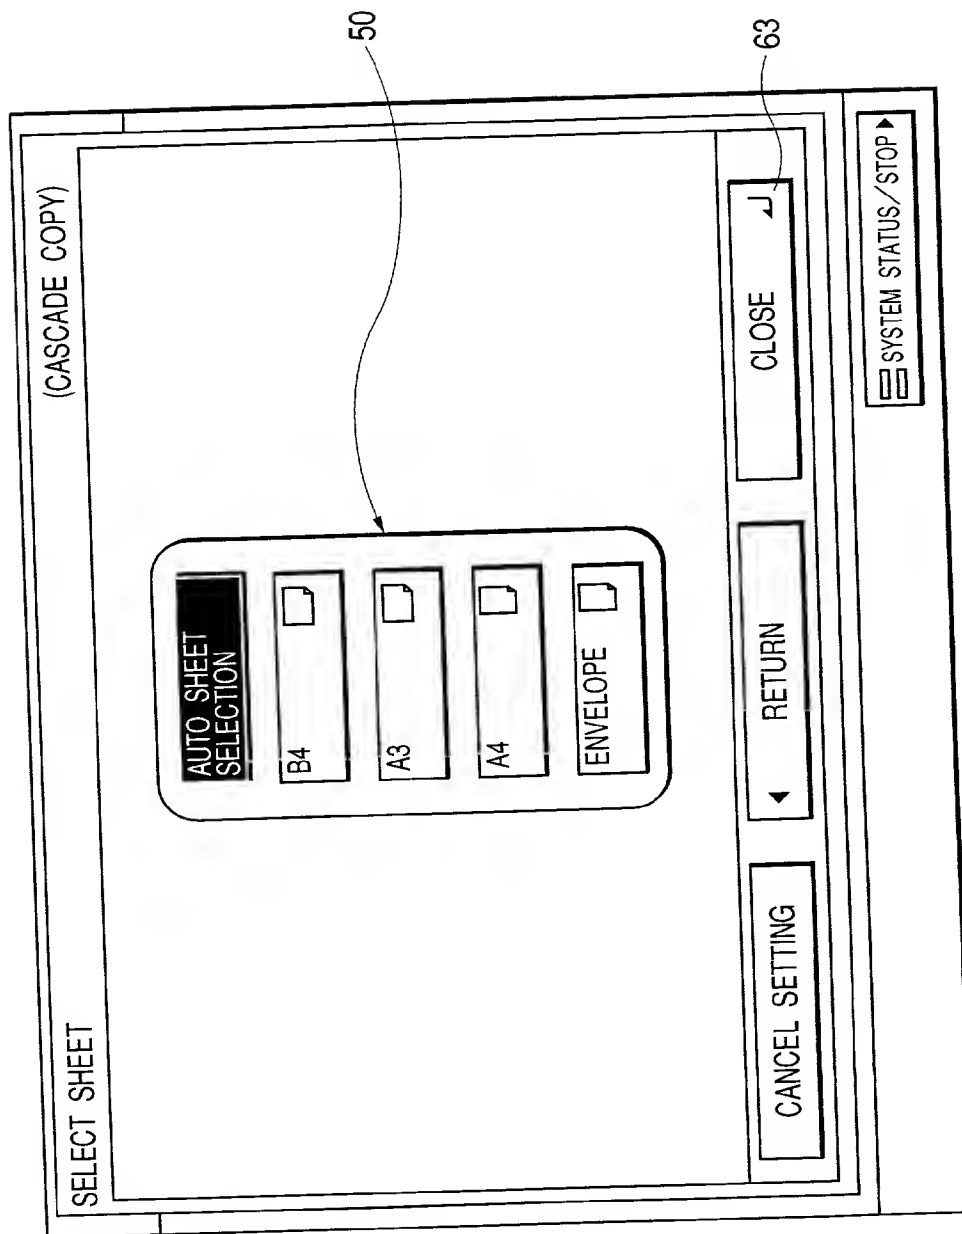 SELECT SHEET
(CASCADE COPY)
50
AUTO SHEET
SELECTION
B4
A3
A4
ENVELOPE
CANCEL SETTING
RETURN
CLOSE
63
SYSTEM STATUS/STOP